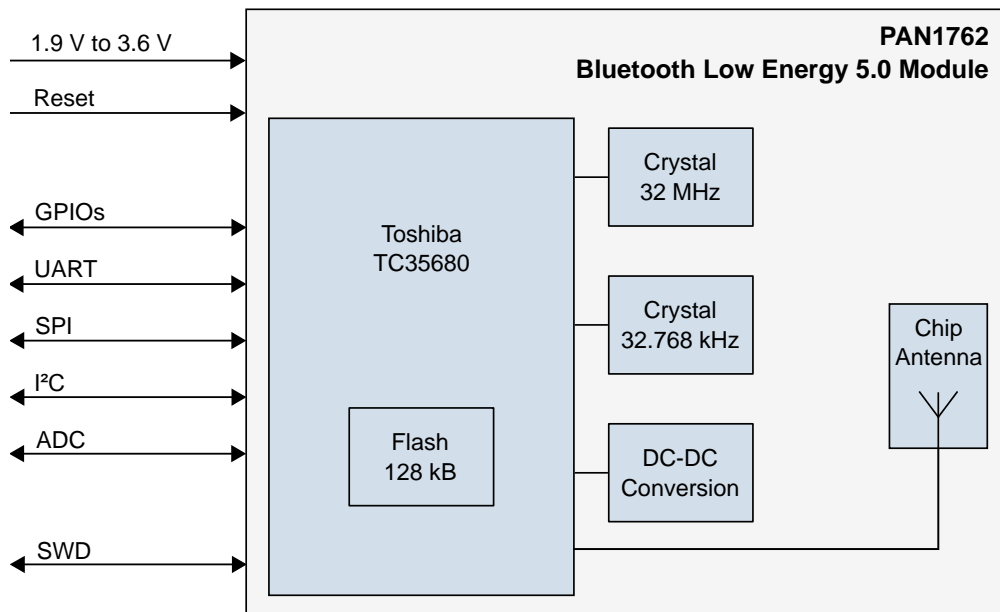 PAN1762
Bluetooth Low Energy 5.0 Module
1.9 V to 3.6 V
Reset
GPIOs
UART
SPI
I²C
ADC
SWD
Toshiba
TC35680
Flash
128 kB
Crystal
32 MHz
Crystal
32.768 kHz
DC-DC
Conversion
Chip
Antenna